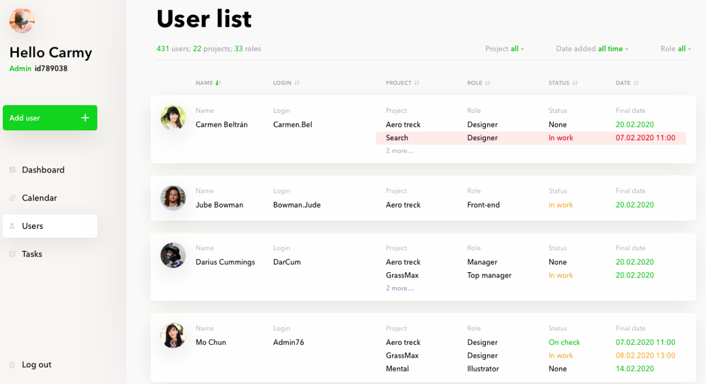 Hello Carmy
Admin id789038
Add user +
Dashboard
Calendar
Users
Tasks
Log out
User list
431 users; 22 projects; 33 roles
Project all
Date added all time
Role all
NAME LOGIN PROJECT ROLE STATUS DATE
Name Login Project Role Status Final date
Carmen Beltrán Carmen.Bel Aero treck Designer None 20.02.2020
Search Designer In work 07.02.2020 11:00
2 more...
Name Login Project Role Status Final date
Jube Bowman Bowman.Jude Aero treck Front-end in work 20.02.2020
Name Login Project Role Status Final date
Darius Cummings DarCum Aero treck Manager None 20.02.2020
GrassMax Top manager In work 20.02.2020
2 more...
Name Login Project Role Status Final date
Mo Chun Admin76 Aero treck Designer On check 07.02.2020 11:00
GrassMax Designer In work 08.02.2020 13:00
Mental Illustrator None 14.02.2020